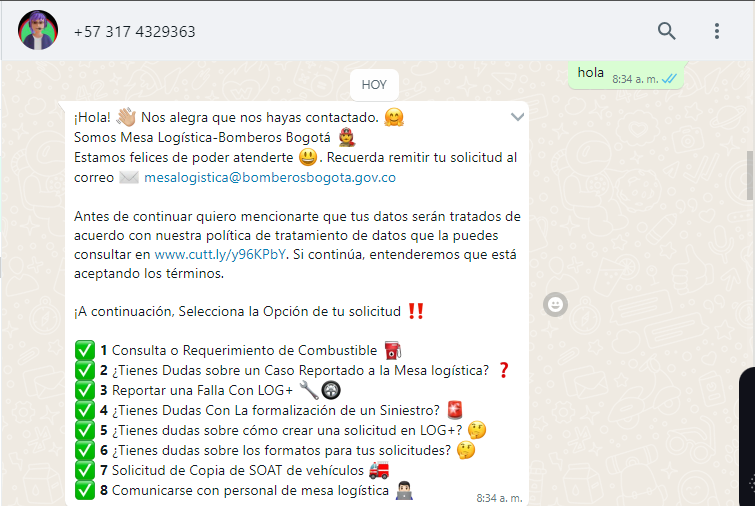 +57 317 4329363
hola
8:34 a. m.
HOY
¡Hola! 👋🏼 Nos alegra que nos hayas contactado. 🤗
Somos Mesa Logística-Bomberos Bogotá 👩‍🚒
Estamos felices de poder atenderte 😃. Recuerda remitir tu solicitud al
correo ✉️ mesalogistica@bomberosbogota.gov.co
Antes de continuar quiero mencionarte que tus datos serán tratados de
acuerdo con nuestra política de tratamiento de datos que la puedes
consultar en www.cutt.ly/y96KPbY. Si continúa, entenderemos que está
aceptando los términos.
¡A continuación, Selecciona la Opción de tu solicitud ‼️
✅ 1 Consulta o Requerimiento de Combustible ⛽
✅ 2 ¿Tienes Dudas sobre un Caso Reportado a la Mesa logística? ❓
✅ 3 Reportar una Falla Con LOG+ 🔧🛞
✅ 4 ¿Tienes Dudas Con La formalización de un Siniestro? 🚨
✅ 5 ¿Tienes dudas sobre cómo crear una solicitud en LOG+? 🤔
✅ 6 ¿Tienes dudas sobre los formatos para tus solicitudes? 🤔
✅ 7 Solicitud de Copia de SOAT de vehículos 🚒
✅ 8 Comunicarse con personal de mesa logística 👨🏻‍💻
8:34 a. m.